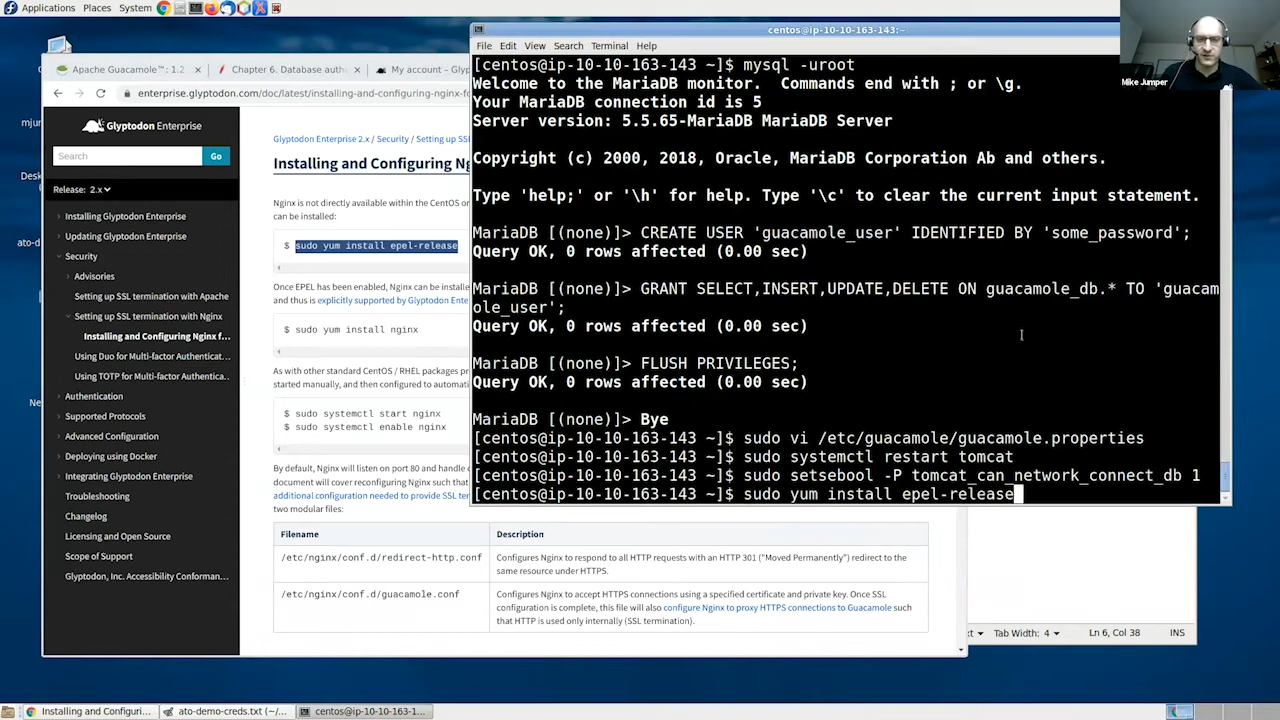 Applications Places System
centos@ip-10-10-163-143:~
File Edit View Search Terminal Help
[centos@ip-10-10-163-143 ~]$ mysql -uroot
Welcome to the MariaDB monitor.  Commands end with ; or \g.
Your MariaDB connection id is 5
Server version: 5.5.65-MariaDB MariaDB Server
Copyright (c) 2000, 2018, Oracle, MariaDB Corporation Ab and others.
Type 'help;' or '\h' for help. Type '\c' to clear the current input statement.
MariaDB [(none)]> CREATE USER 'guacamole_user' IDENTIFIED BY 'some_password';
Query OK, 0 rows affected (0.00 sec)
MariaDB [(none)]> GRANT SELECT,INSERT,UPDATE,DELETE ON guacamole_db.* TO 'guacam
ole_user';
Query OK, 0 rows affected (0.00 sec)
MariaDB [(none)]> FLUSH PRIVILEGES;
Query OK, 0 rows affected (0.00 sec)
MariaDB [(none)]> Bye
[centos@ip-10-10-163-143 ~]$ sudo vi /etc/guacamole/guacamole.properties
[centos@ip-10-10-163-143 ~]$ sudo systemctl restart tomcat
[centos@ip-10-10-163-143 ~]$ sudo setsebool -P tomcat_can_network_connect_db 1
[centos@ip-10-10-163-143 ~]$ sudo yum install epel-release
Mike Jumper
Apache Guacamole™: 1.2
Chapter 6. Database auth
My account – Glyp
enterprise.glyptodon.com/doc/latest/installing-and-configuring-nginx-fo
mjur
Desk
ato-d
Ne
Glyptodon Enterprise
Search
Go
Release: 2.x
Installing Glyptodon Enterprise
Updating Glyptodon Enterprise
Security
Advisories
Setting up SSL termination with Apache
Setting up SSL termination with Nginx
Installing and Configuring Nginx f...
Using Duo for Multi-factor Authenticat...
Using TOTP for Multi-factor Authentica...
Authentication
Supported Protocols
Advanced Configuration
Deploying using Docker
Integrating Glyptodon Enterprise
Troubleshooting
Copyright
Licensing and Open Source
Scope of Support
Glyptodon, Inc. Accessibility Conforman...
Glyptodon Enterprise 2.x / Security / Setting up SS
Installing and Configuring Ng
Nginx is not directly available within the CentOS or
can be installed:
$ sudo yum install epel-release
Once EPEL has been enabled, Nginx can be installe
and thus is explicitly supported by Glyptodon Ente
$ sudo yum install nginx
As with other standard CentOS / RHEL packages pr
started manually, and then configured to automati
$ sudo systemctl start nginx
$ sudo systemctl enable nginx
By default, Nginx will listen on port 80 and handle
document will cover reconfiguring Nginx such that
additional configuration needed to provide SSL ter
two modular files:
Filename Description
/etc/nginx/conf.d/redirect-http.conf Configures Nginx to respond to all HTTP requests with an HTTP 301 ("Moved Permanently") redirect to the
same resource under HTTPS.
/etc/nginx/conf.d/guacamole.conf Configures Nginx to accept HTTPS connections using a specified certificate and private key. Once SSL
configuration is complete, this file will also configure Nginx to proxy HTTPS connections to Guacamole such
that HTTP is used only internally (SSL termination).
xt Tab Width: 4 Ln 6, Col 38 INS
Installing and Configuri...
ato-demo-creds.txt (~/...
centos@ip-10-10-163-1...